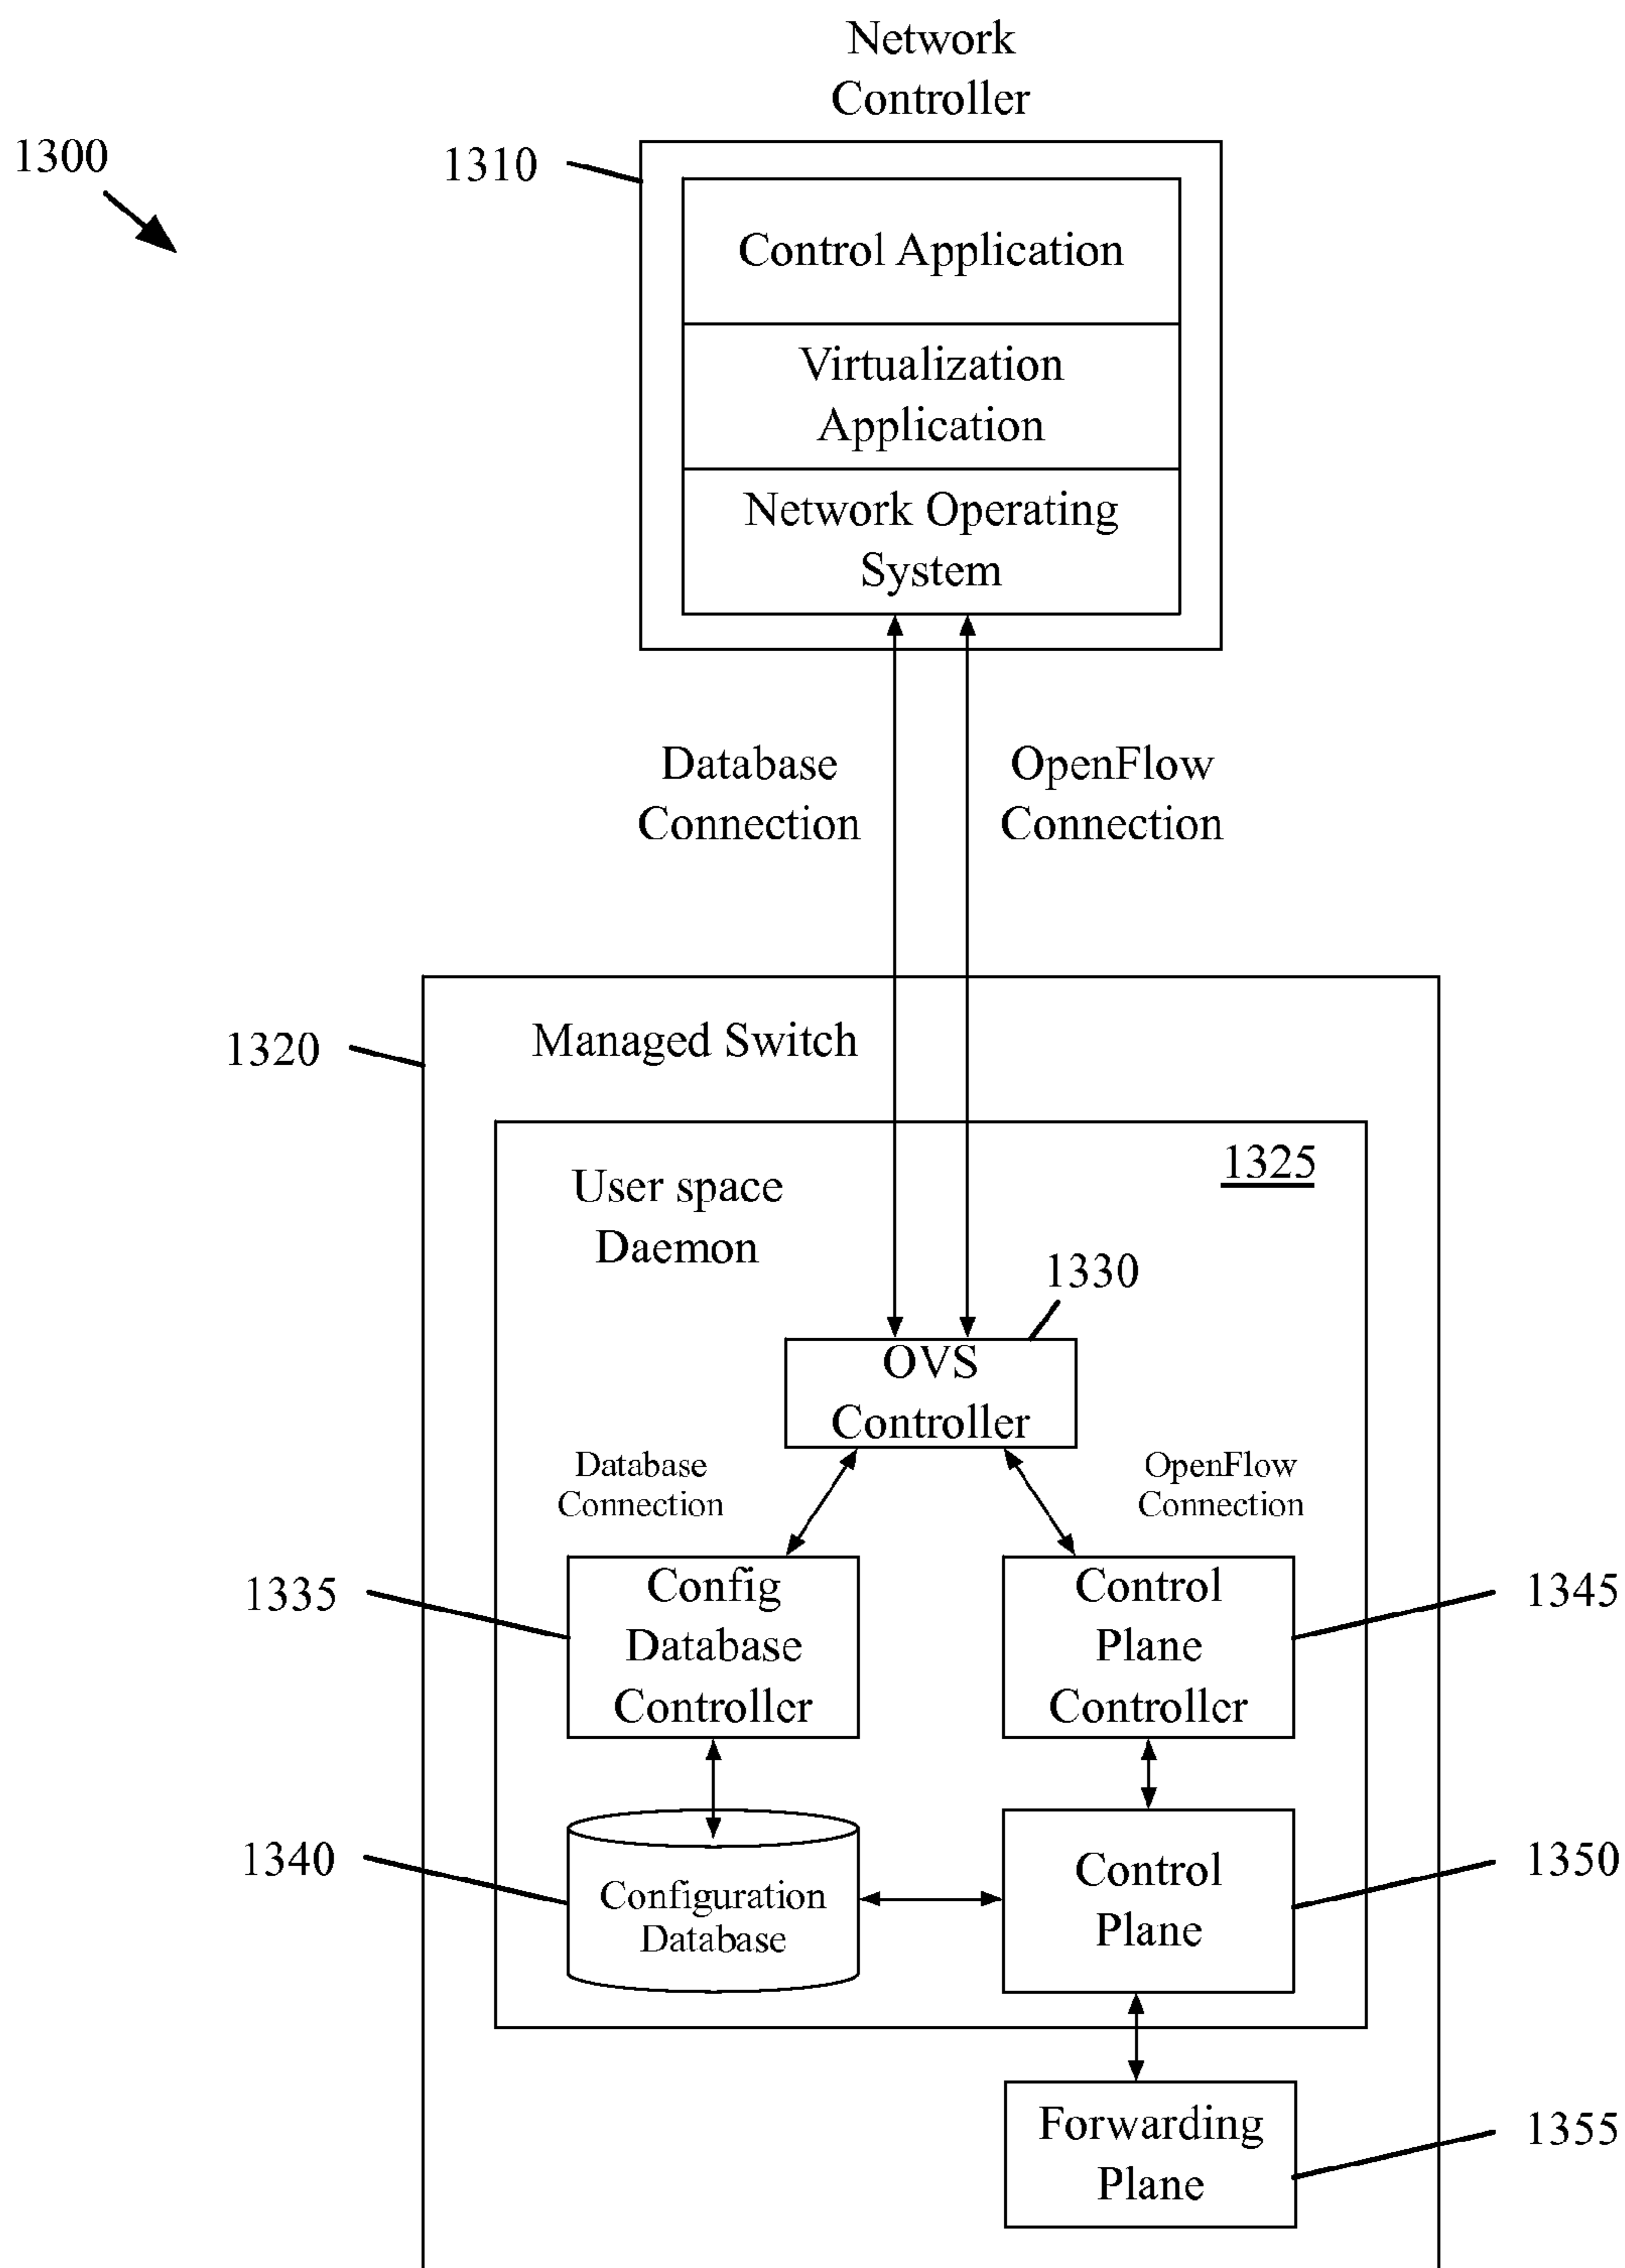 Network
Controller
1300
1310
Control Application
Virtualization
Application
Network Operating
System
Database
Connection
OpenFlow
Connection
1320
Managed Switch
1325
User space
Daemon
1330
OVS
Controller
Database
Connection
OpenFlow
Connection
1335
Config
Database
Controller
Control
Plane
Controller
1345
1340
Configuration
Database
Control
Plane
1350
Forwarding
Plane
1355